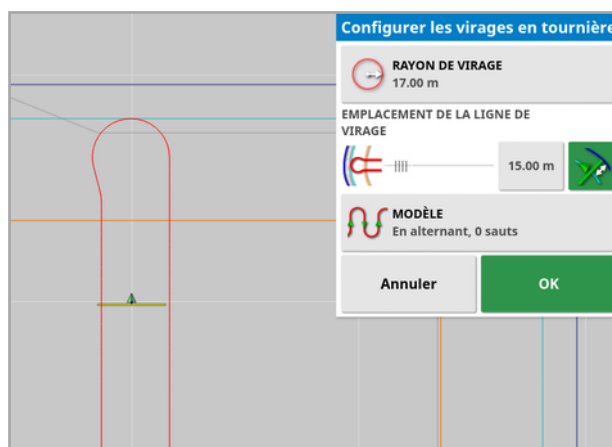 Configurer les virages en tournière
RAYON DE VIRAGE
17.00 m
EMPLACEMENT DE LA LIGNE DE
VIRAGE
15.00 m
MODÈLE
En alternant, 0 sauts
Annuler
OK